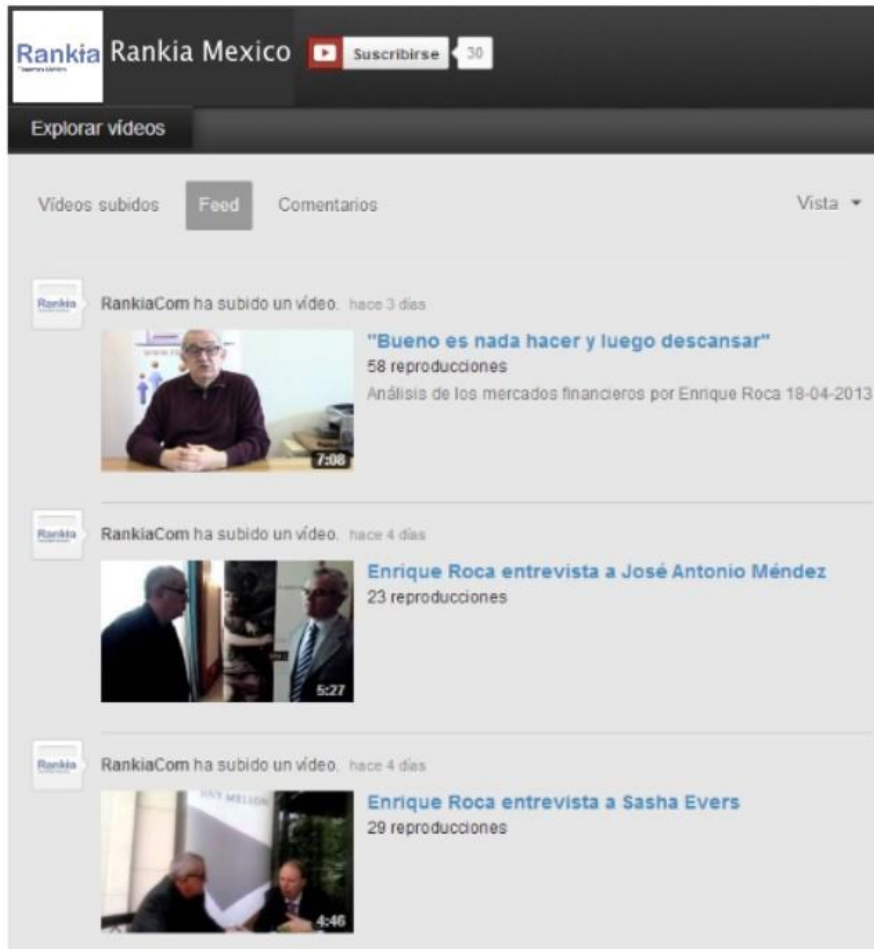 Rankia
Rankia Mexico
Suscribirse
30
Explorar vídeos
Vídeos subidos
Feed
Comentarios
Vista
Rankia
RankiaCom ha subido un vídeo. hace 3 días
"Bueno es nada hacer y luego descansar"
58 reproducciones
Análisis de los mercados financieros por Enrique Roca 18-04-2013
7:08
Rankia
RankiaCom ha subido un vídeo. hace 4 días
Enrique Roca entrevista a José Antonio Méndez
23 reproducciones
5:27
Rankia
RankiaCom ha subido un vídeo. hace 4 días
Enrique Roca entrevista a Sasha Evers
29 reproducciones
4:46